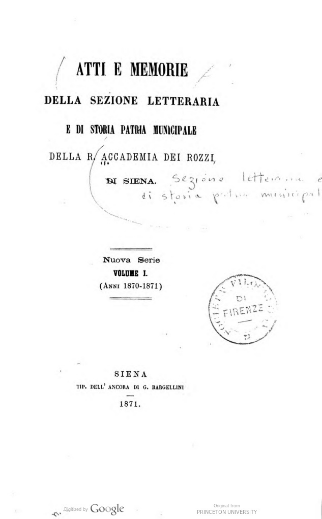 ATTI E MEMORIE
DELLA SEZIONE LETTERARIA
E DI STORIA PATRIA MUNICIPALE
DELLA R. ACCADEMIA DEI ROZZI
DI SIENA.
Sezione letteraria e
di storia patria municipal
Nuova Serie
VOLUME I.
(ANNI 1870-1871)
DI
FIRENZE
SIENA
TIP. DELL' ANCORA DI G. BARGELLINI
1871.
Digitized by Google
Original from
PRINCETON UNIVERSITY